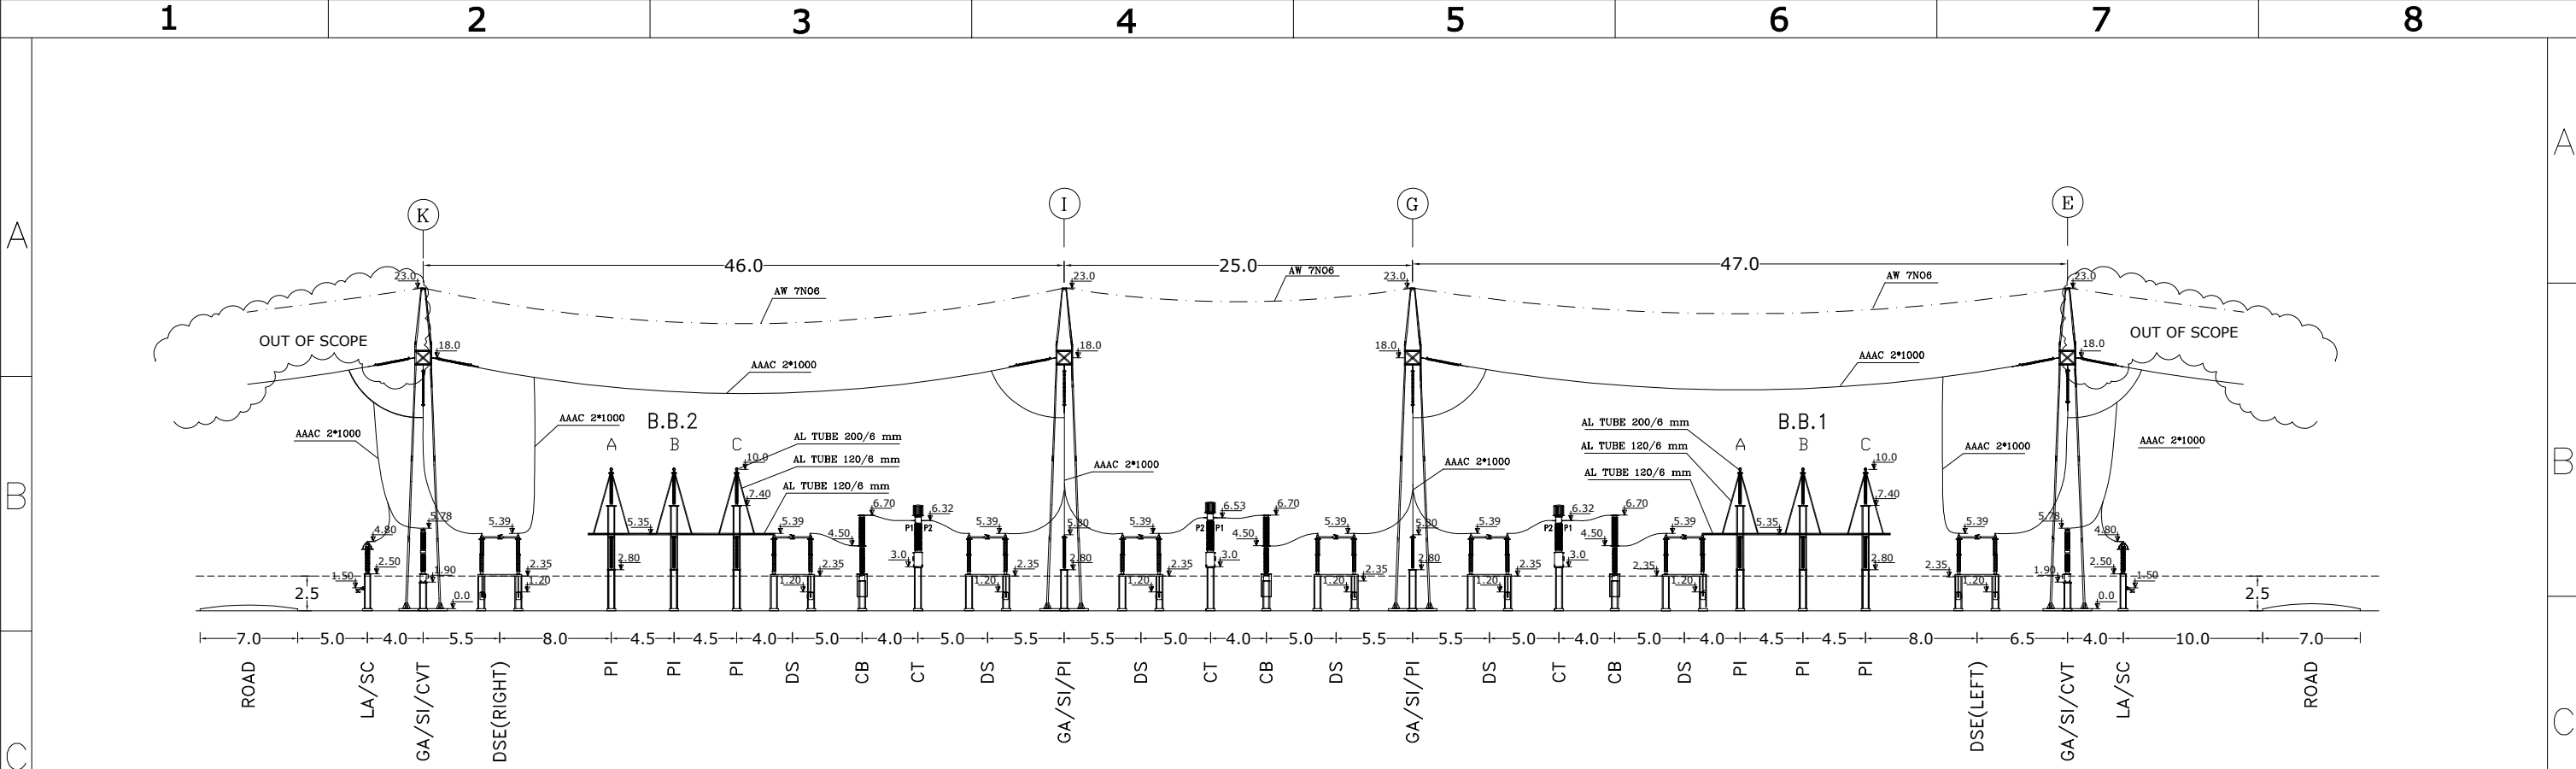 1 2 3 4 5 6 7 8
A A
K I G E
46.0 25.0 47.0
23.0 23.0 23.0 23.0
AW 7N06 AW 7N06 AW 7N06
OUT OF SCOPE OUT OF SCOPE
18.0 18.0 18.0 18.0
AAAC 2*1000 AAAC 2*1000
AAAC 2*1000 AAAC 2*1000 AAAC 2*1000 AAAC 2*1000 AAAC 2*1000 AAAC 2*1000
B.B.2 B.B.1
A B C A B C
AL TUBE 200/6 mm AL TUBE 200/6 mm
AL TUBE 120/6 mm AL TUBE 120/6 mm
AL TUBE 120/6 mm AL TUBE 120/6 mm
B B
10.0 10.0
7.40 7.40
6.70 6.32 6.53 6.70 6.32 6.70
P1 P2 P2 P1 P2 P1
4.80 5.78 5.39 5.35 5.39 4.50 5.39 5.30 5.39 4.50 5.39 5.30 5.39 4.50 5.39 5.35 5.39 5.78 4.80
1.50 2.50 1.90 2.35 2.80 2.35 3.0 2.35 2.80 2.35 3.0 2.35 2.80 2.35 3.0 2.35 2.80 2.35 1.90 2.50 1.50
1.20 1.20 1.20 1.20 1.20 1.20 1.20 1.20
2.5 0.0 0.0 2.5
7.0 5.0 4.0 5.5 8.0 4.5 4.5 4.0 5.0 4.0 5.0 5.5 5.5 5.0 4.0 5.0 5.5 5.5 5.0 4.0 5.0 4.0 4.5 4.5 8.0 6.5 4.0 10.0 7.0
ROAD
LA/SC
GA/SI/CVT
DSE(RIGHT)
PI
PI
PI
DS
CB
CT
DS
GA/SI/PI
DS
CT
CB
DS
GA/SI/PI
DS
CT
CB
DS
PI
PI
PI
DSE(LEFT)
GA/SI/CVT
LA/SC
ROAD
C C